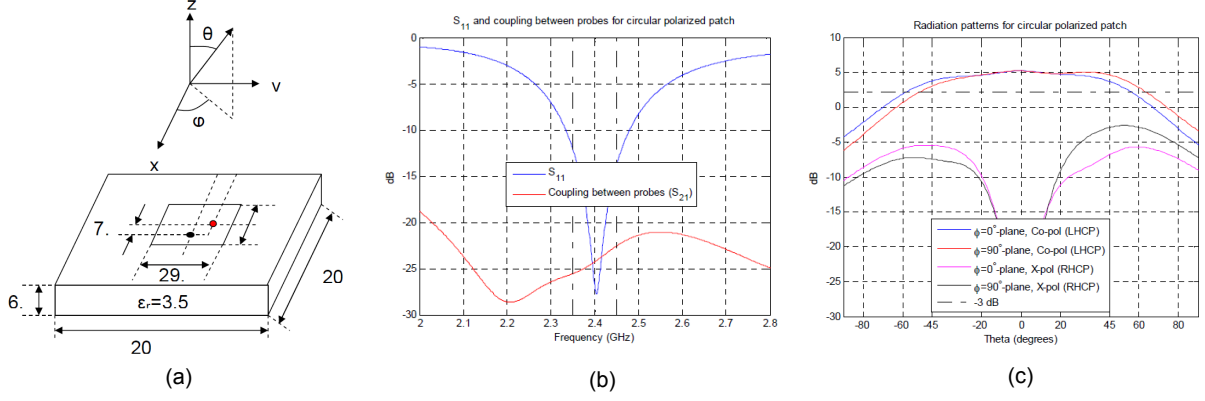 z
θ
v
φ
x
7.
29.
20
6.
εr=3.5
20
(a)
S11 and coupling between probes for circular polarized patch
0
-5
-10
-15
-20
-25
-30
dB
S11
Coupling between probes (S21)
2 2.1 2.2 2.3 2.4 2.5 2.6 2.7 2.8
Frequency (GHz)
(b)
Radiation patterns for circular polarized patch
10
5
0
-5
-10
-15
-20
-25
-30
dB
ϕ=0°-plane, Co-pol (LHCP)
ϕ=90°-plane, Co-pol (LHCP)
ϕ=0°-plane, X-pol (RHCP)
ϕ=90°-plane, X-pol (RHCP)
-3 dB
-80 -60 -45 -20 0 20 45 60 80
Theta (degrees)
(c)